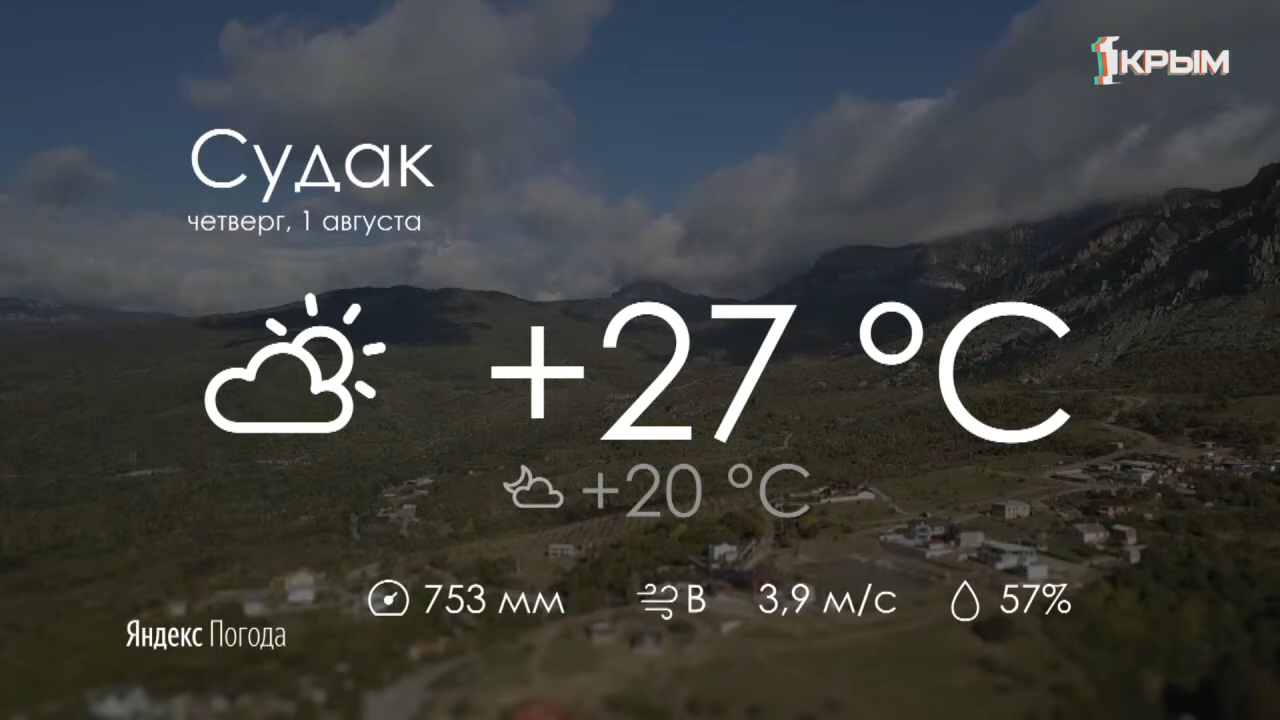 1КРЫМ
Судак
четверг, 1 августа
+27 °C
+20 °C
753 мм В 3,9 м/с 57%
Яндекс Погода